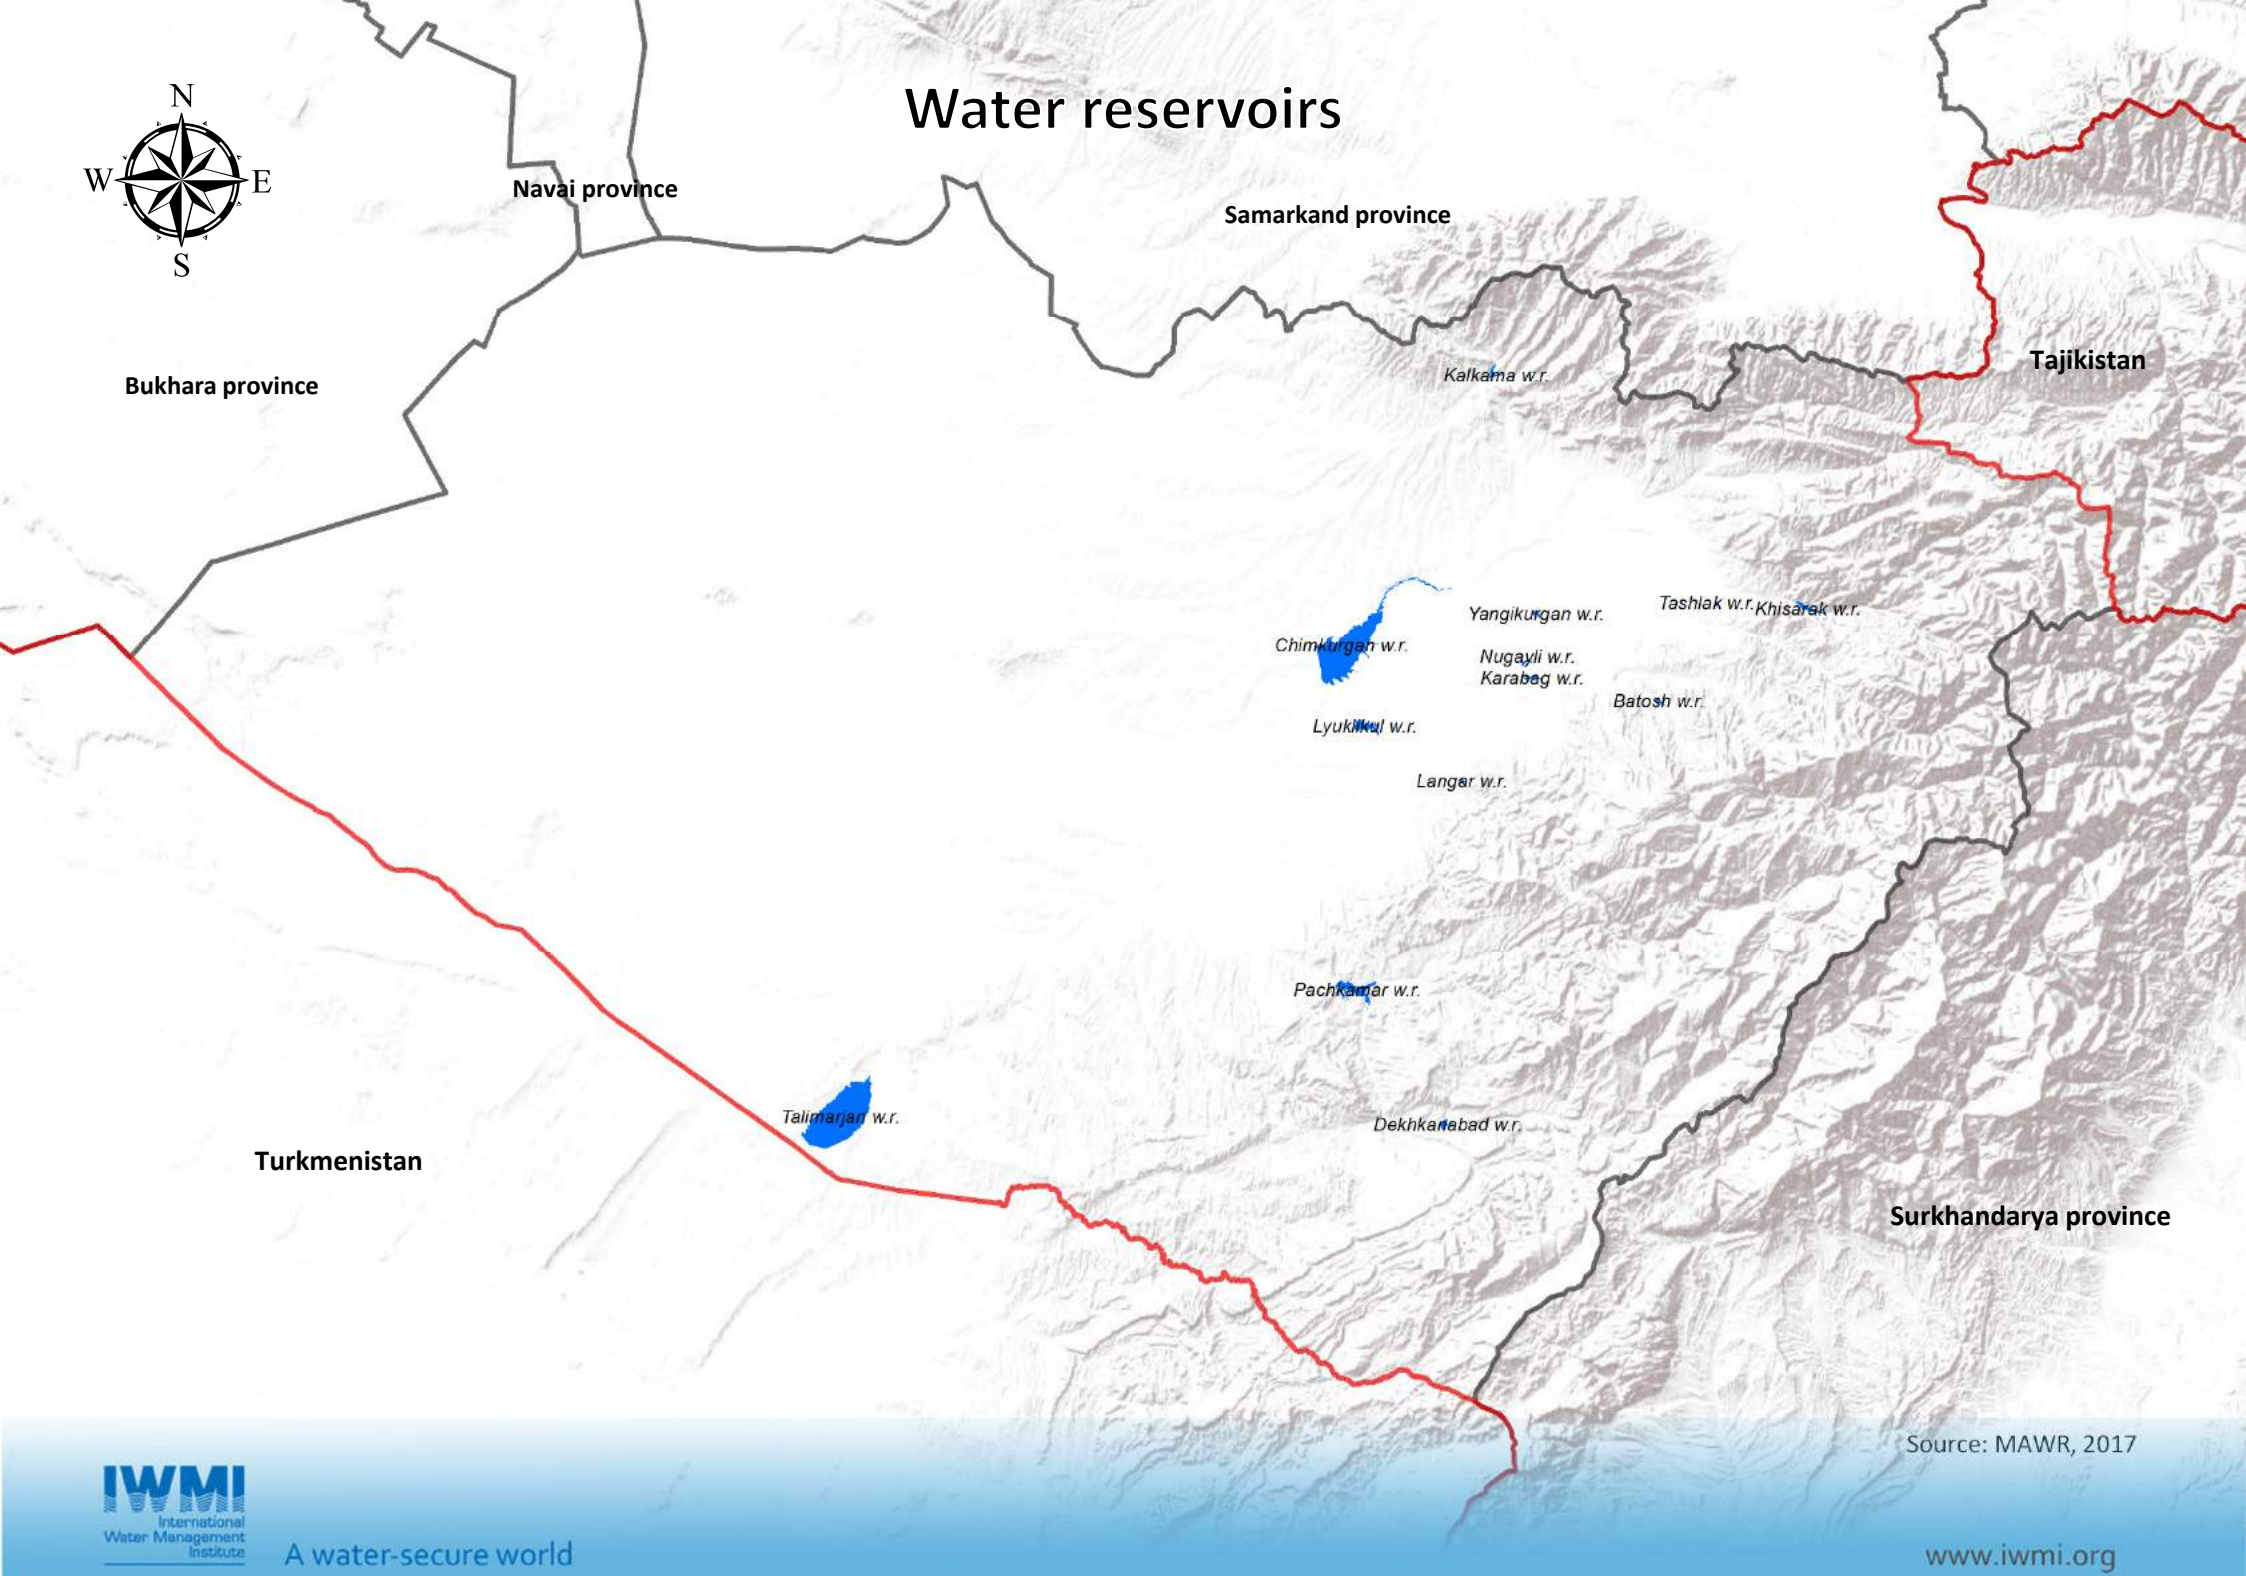 Water reservoirs
N
W
E
S
Navai province
Samarkand province
Bukhara province
Tajikistan
Kalkama w.r.
Yangikurgan w.r.
Tashlak w.r.
Khisarak w.r.
Chimkurgan w.r.
Nugayli w.r.
Karabag w.r.
Batosh w.r.
Lyuklikul w.r.
Langar w.r.
Pachkamar w.r.
Talimarjan w.r.
Dekhkanabad w.r.
Turkmenistan
Surkhandarya province
Source: MAWR, 2017
IWMI
International
Water Management
Institute
A water-secure world
www.iwmi.org